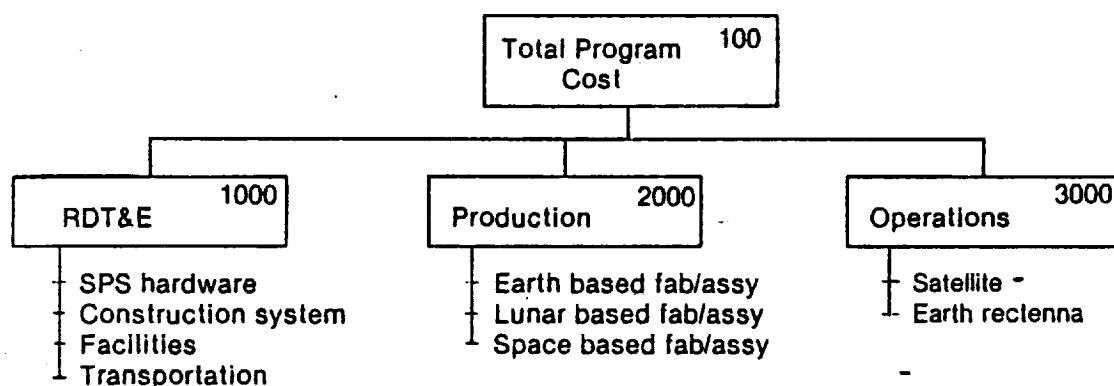 Total Program 100
Cost
RDT&E 1000
SPS hardware
Construction system
Facilities
Transportation
Production 2000
Earth based fab/assy
Lunar based fab/assy
Space based fab/assy
Operations 3000
Satellite
Earth rectenna